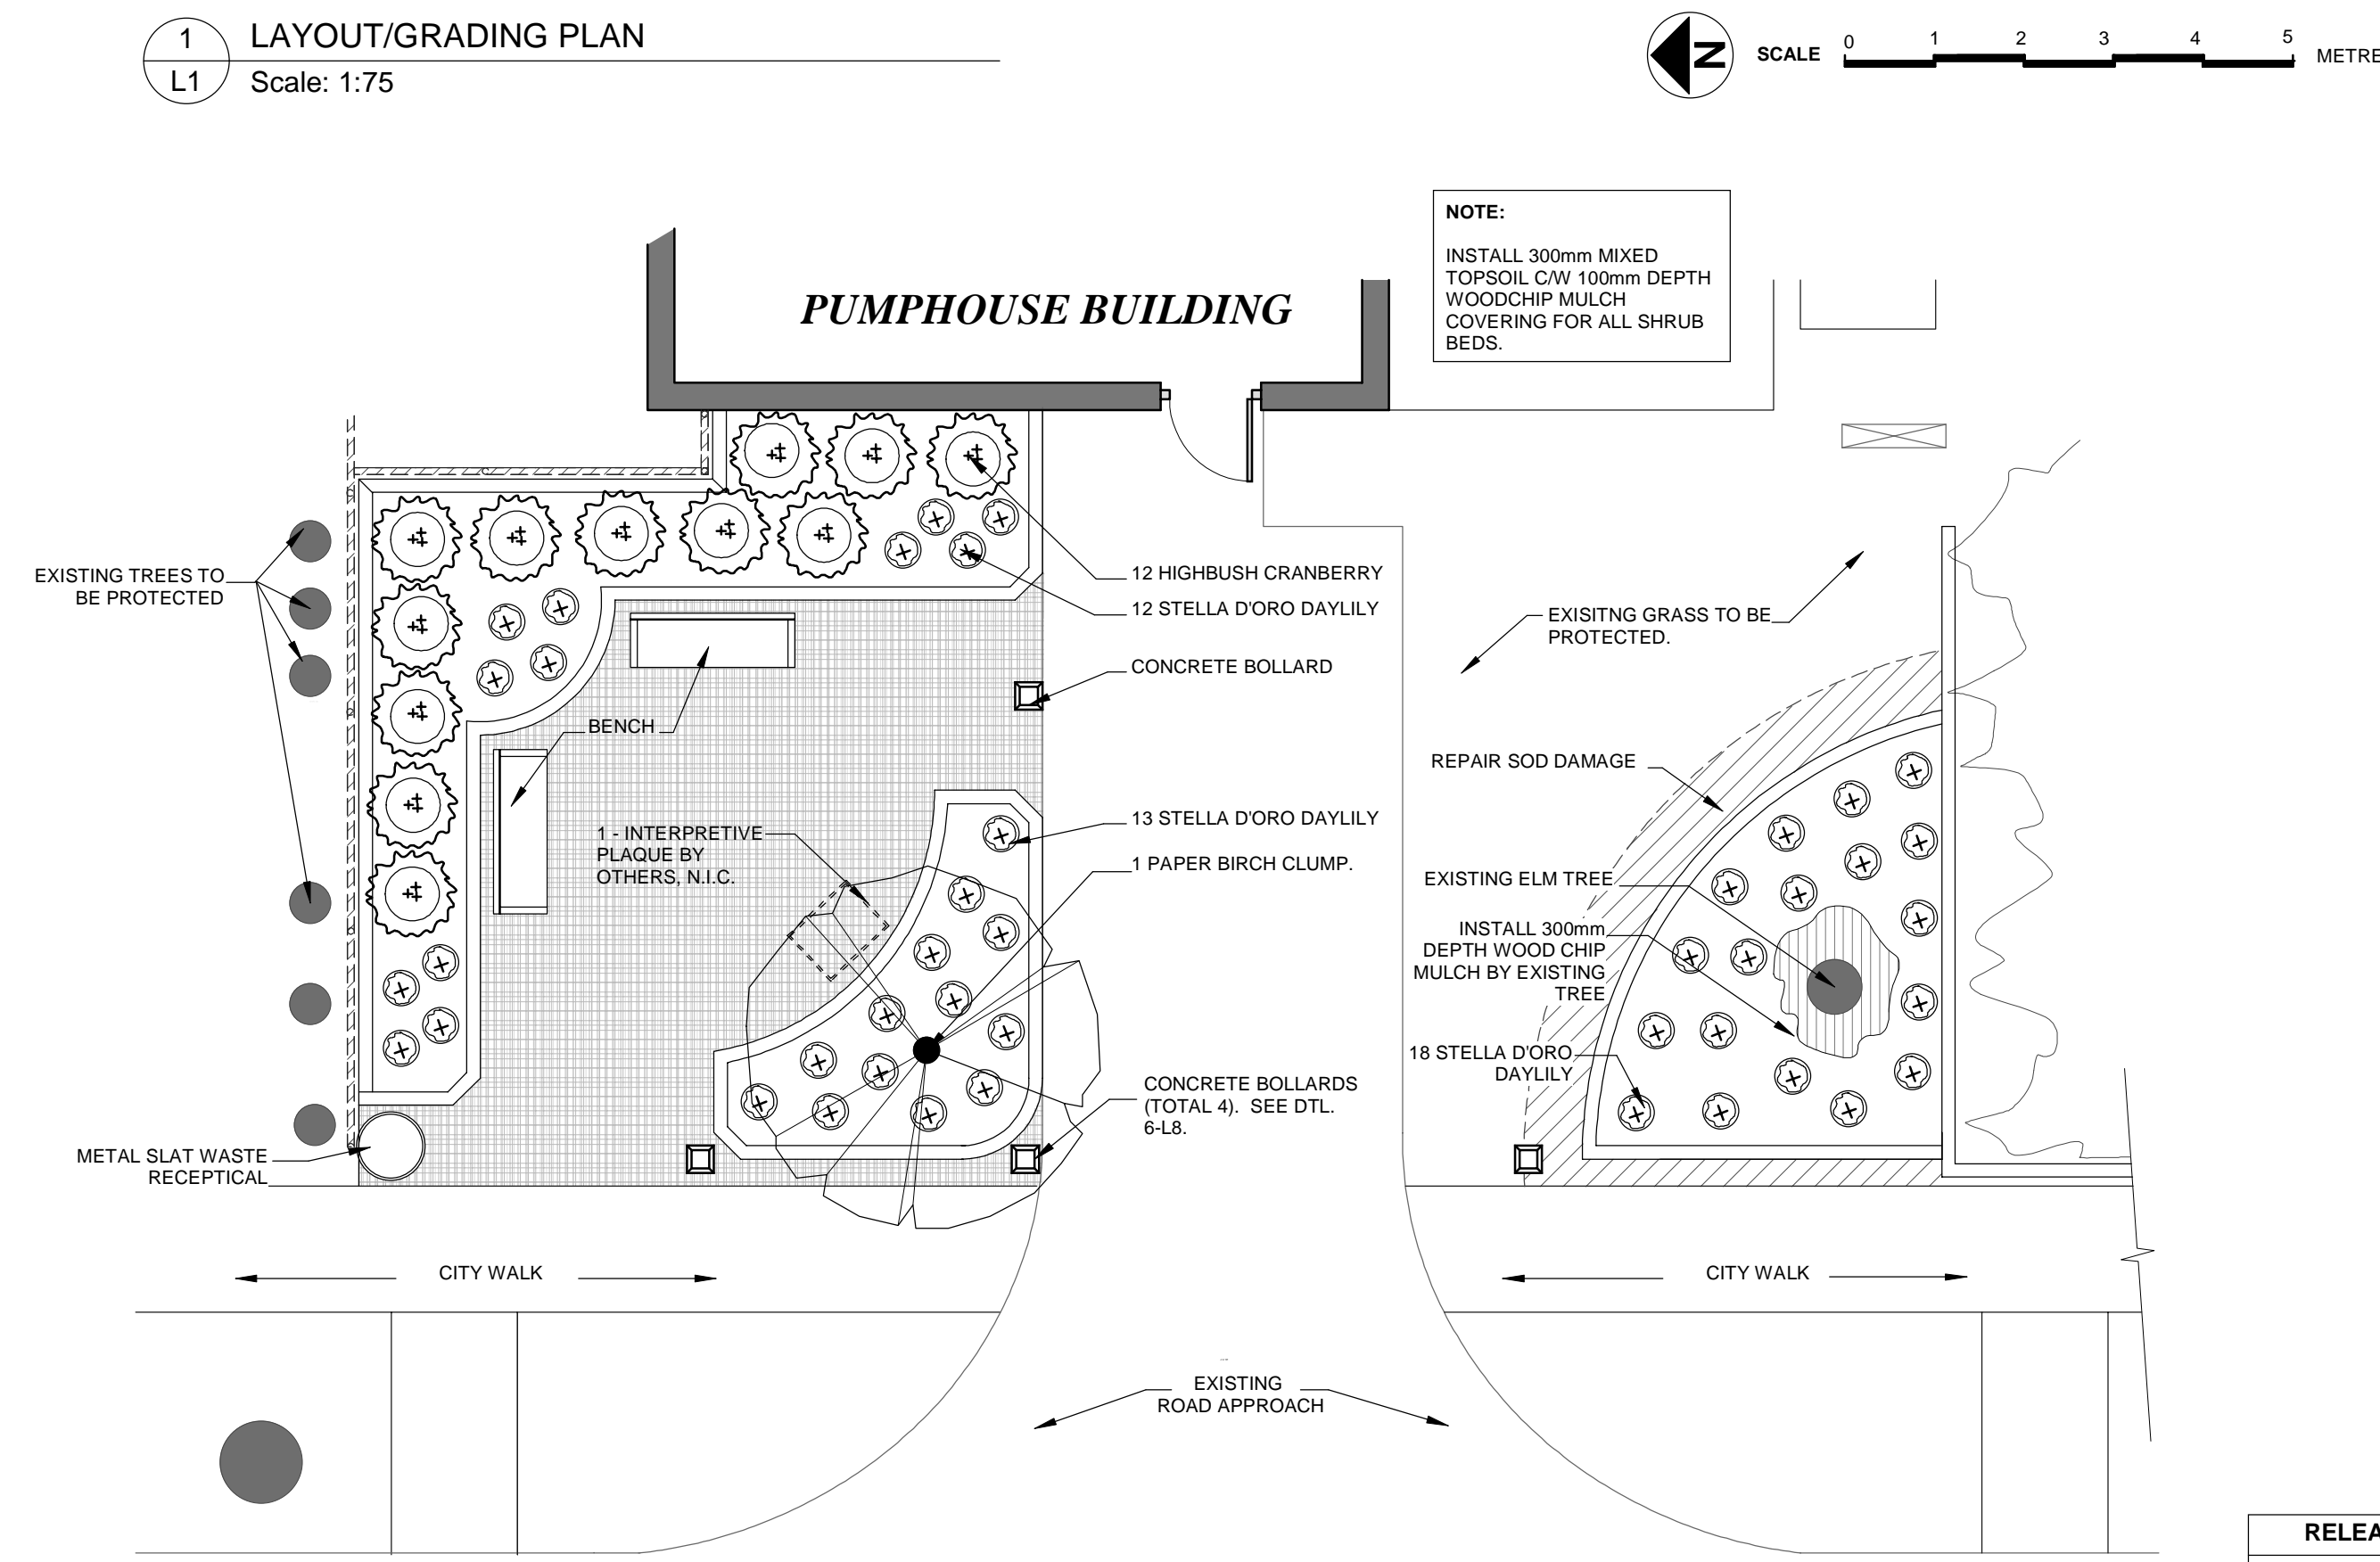 1
L1
LAYOUT/GRADING PLAN
Scale: 1:75
N
SCALE
0 1 2 3 4 5
METRE
NOTE:
INSTALL 300mm MIXED
TOPSOIL C/W 100mm DEPTH
WOODCHIP MULCH
COVERING FOR ALL SHRUB
BEDS.
PUMPHOUSE BUILDING
EXISTING TREES TO
BE PROTECTED
12 HIGHBUSH CRANBERRY
12 STELLA D'ORO DAYLILY
CONCRETE BOLLARD
BENCH
1 - INTERPRETIVE
PLAQUE BY
OTHERS, N.I.C.
13 STELLA D'ORO DAYLILY
1 PAPER BIRCH CLUMP.
CONCRETE BOLLARDS
(TOTAL 4). SEE DTL.
6-L8.
METAL SLAT WASTE
RECEPTICAL
EXISITNG GRASS TO BE
PROTECTED.
REPAIR SOD DAMAGE
EXISTING ELM TREE
INSTALL 300mm
DEPTH WOOD CHIP
MULCH BY EXISTING
TREE
18 STELLA D'ORO
DAYLILY
CITY WALK
CITY WALK
EXISTING
ROAD APPROACH
RELEA